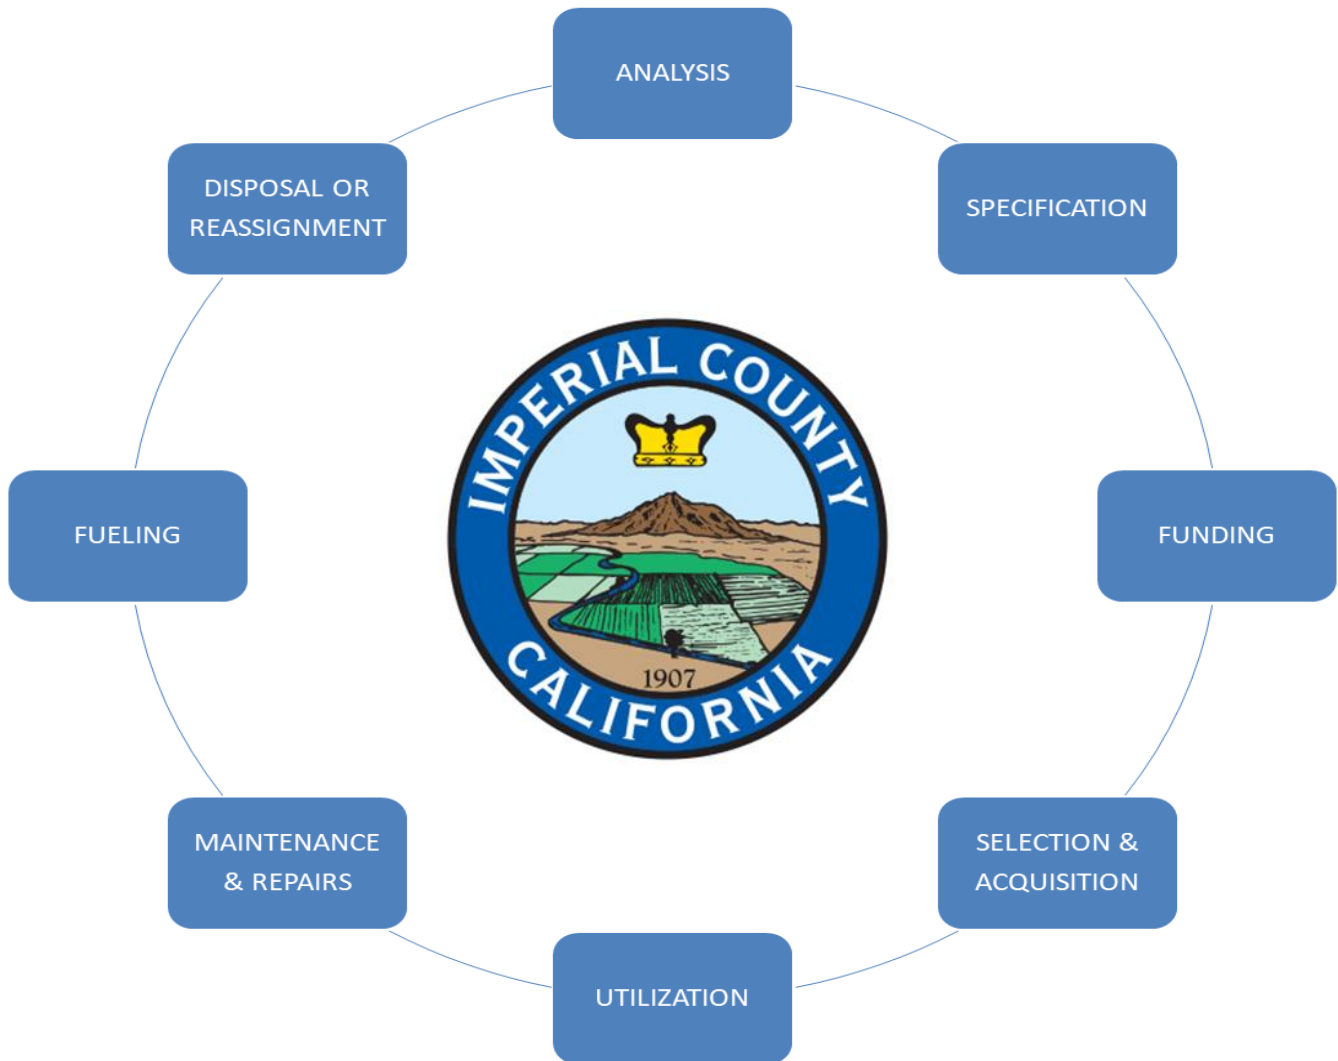 ANALYSIS
SPECIFICATION
FUNDING
SELECTION &
ACQUISITION
UTILIZATION
MAINTENANCE
& REPAIRS
FUELING
DISPOSAL OR
REASSIGNMENT
IMPERIAL COUNTY
1907
CALIFORNIA